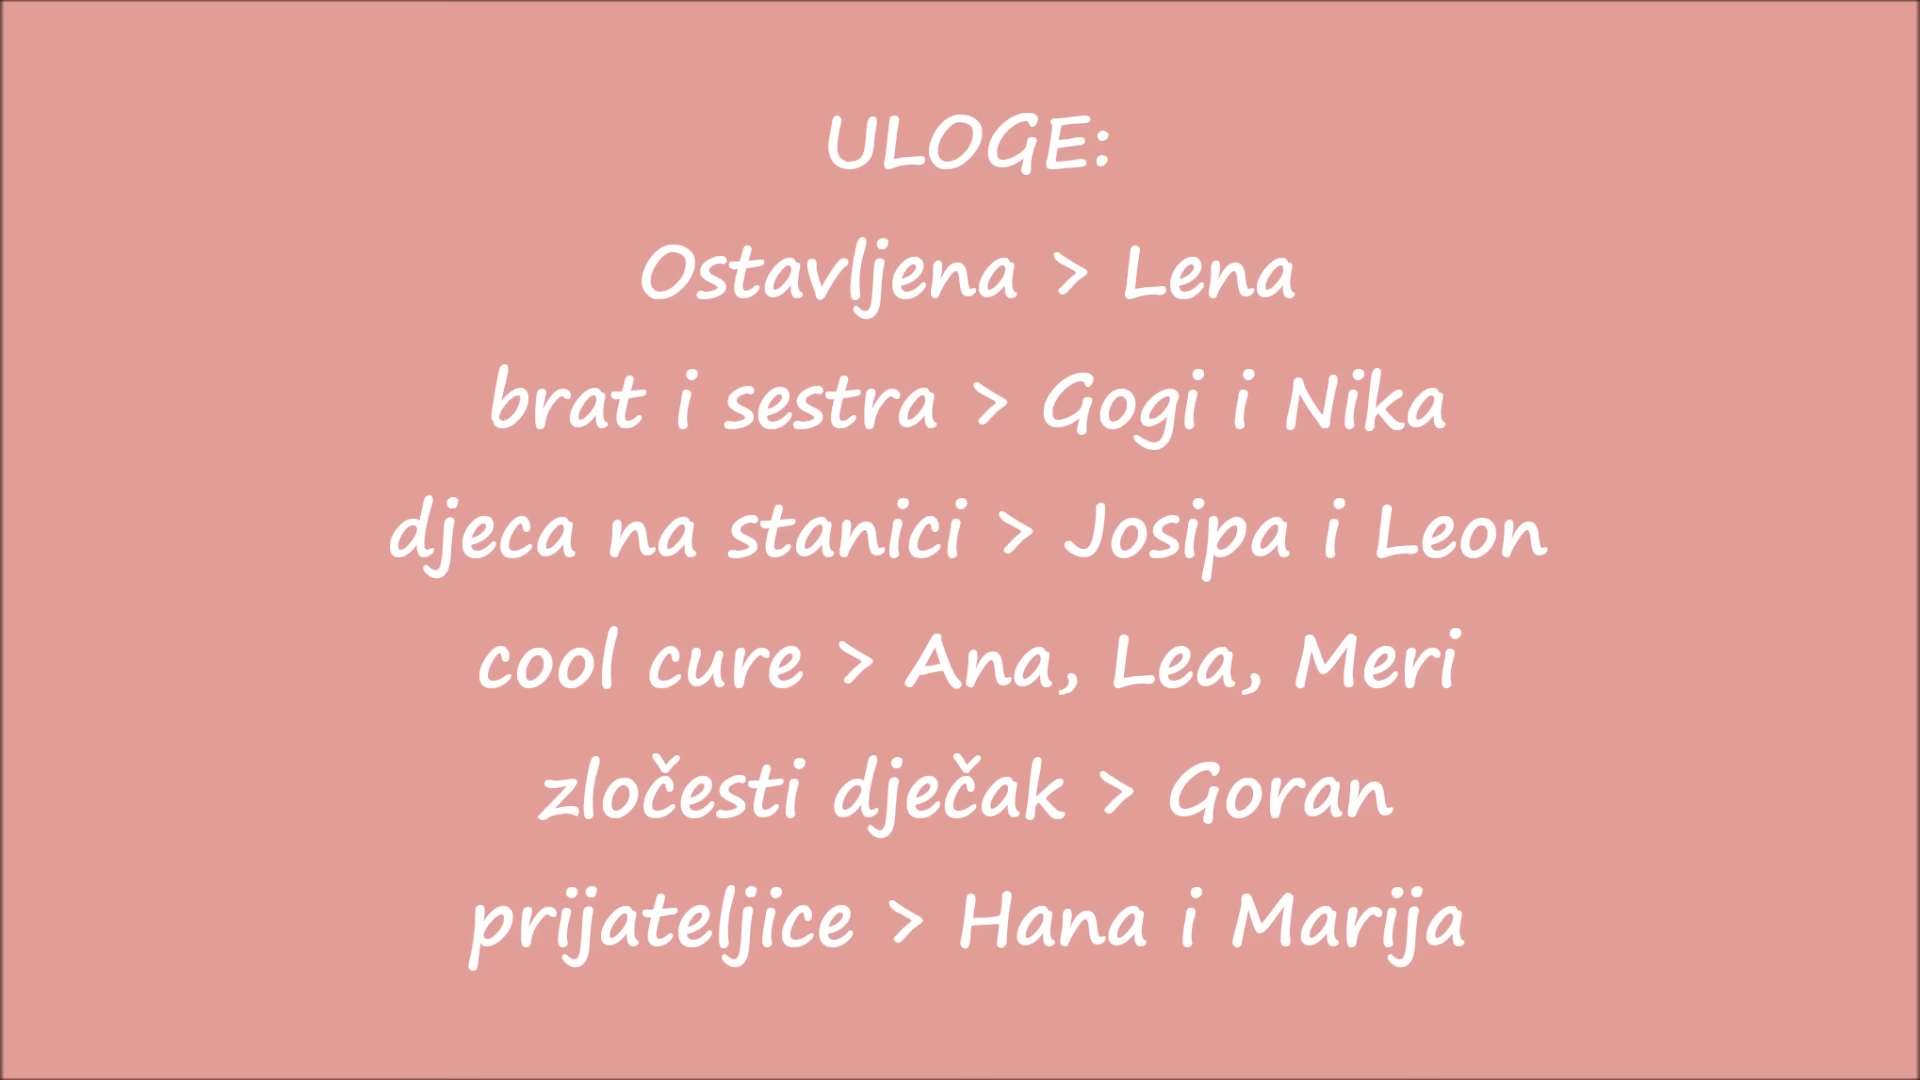 ULOGE:
Ostavljena > Lena
brat i sestra > Gogi i Nika
djeca na stanici > Josipa i Leon
cool cure > Ana, Lea, Meri
zločesti dječak > Goran
prijateljice > Hana i Marija